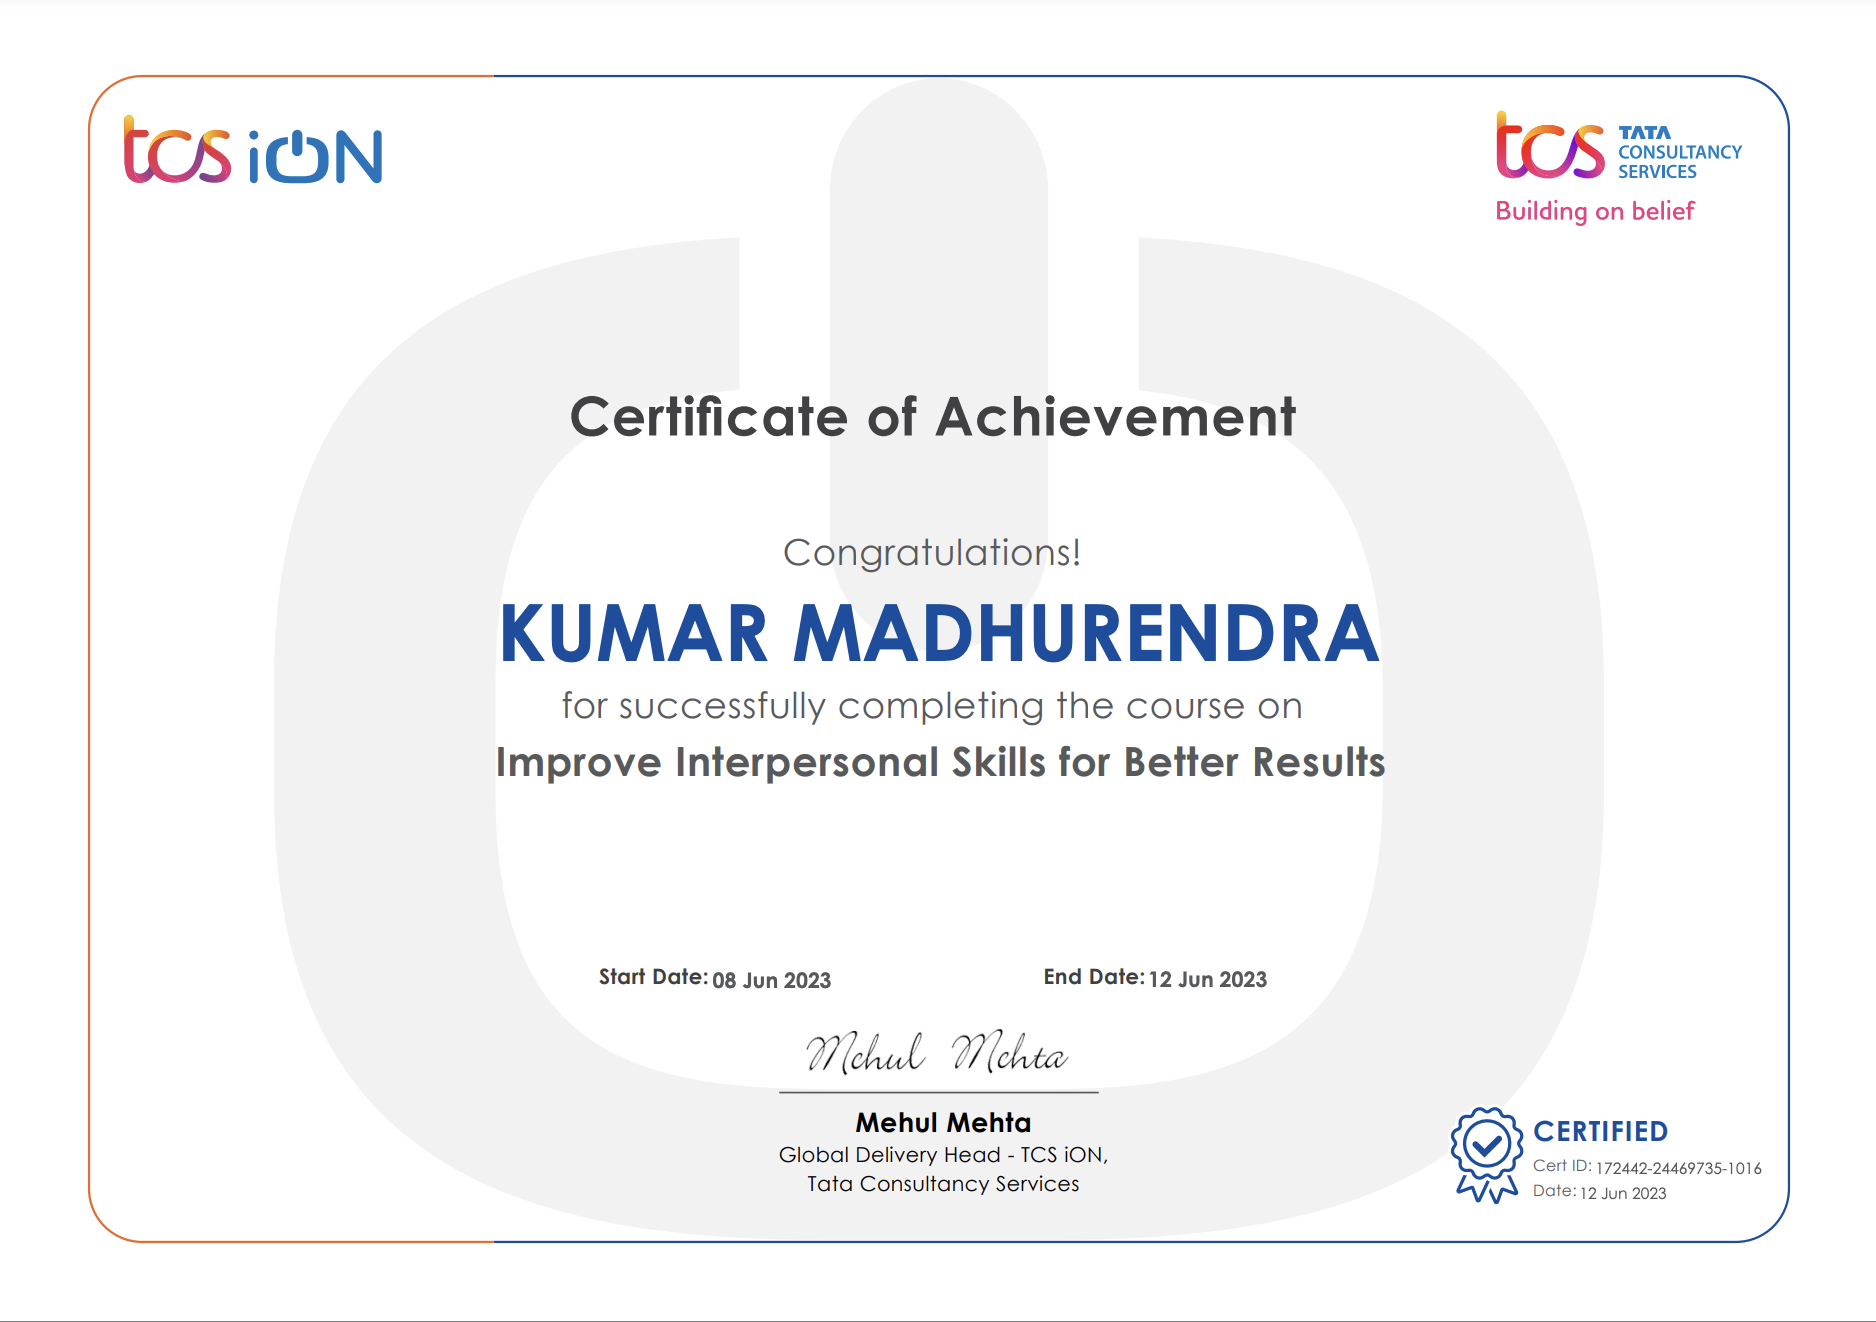 tcs iON
tcs TATA
CONSULTANCY
SERVICES
Building on belief
Certificate of Achievement
Congratulations!
KUMAR MADHURENDRA
for successfully completing the course on
Improve Interpersonal Skills for Better Results
Start Date: 08 Jun 2023
End Date: 12 Jun 2023
Mehul Mehta
Mehul Mehta
Global Delivery Head - TCS iON,
Tata Consultancy Services
CERTIFIED
Cert ID: 172442-24469735-1016
Date: 12 Jun 2023